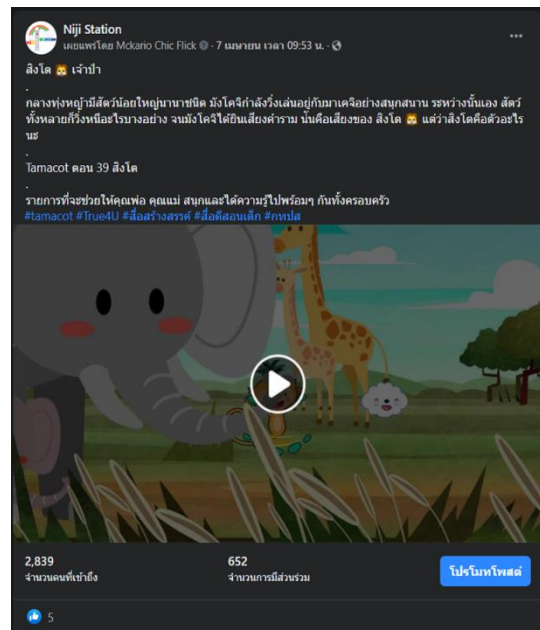 Niji Station
เผยแพร่โดย Mckario Chic Flick · 7 เมษายน เวลา 09:53 น. ·
สิงโต 🦁 เจ้าป่า
.
กลางทุ่งหญ้ามีสัตว์น้อยใหญ่นานาชนิด มังโคจิกำลังวิ่งเล่นอยู่กับมาเคจิอย่างสนุกสนาน ระหว่างนั้นเอง สัตว์
ทั้งหลายก็วิ่งหนีอะไรบางอย่าง จนมังโคจิได้ยินเสียงคำราม นั่นคือเสียงของ สิงโต 🦁 แต่ว่าสิงโตคือตัวอะไร
นะ
.
Tamacot ตอน 39 สิงโต
.
รายการที่จะช่วยให้คุณพ่อ คุณแม่ สนุกและได้ความรู้ไปพร้อมๆ กันทั้งครอบครัว
#tamacot #True4U #สื่อสร้างสรรค์ #สื่อดีสอนเด็ก #กทปส
2,839
จำนวนคนที่เข้าถึง
652
จำนวนการมีส่วนร่วม
โปรโมทโพสต์
5